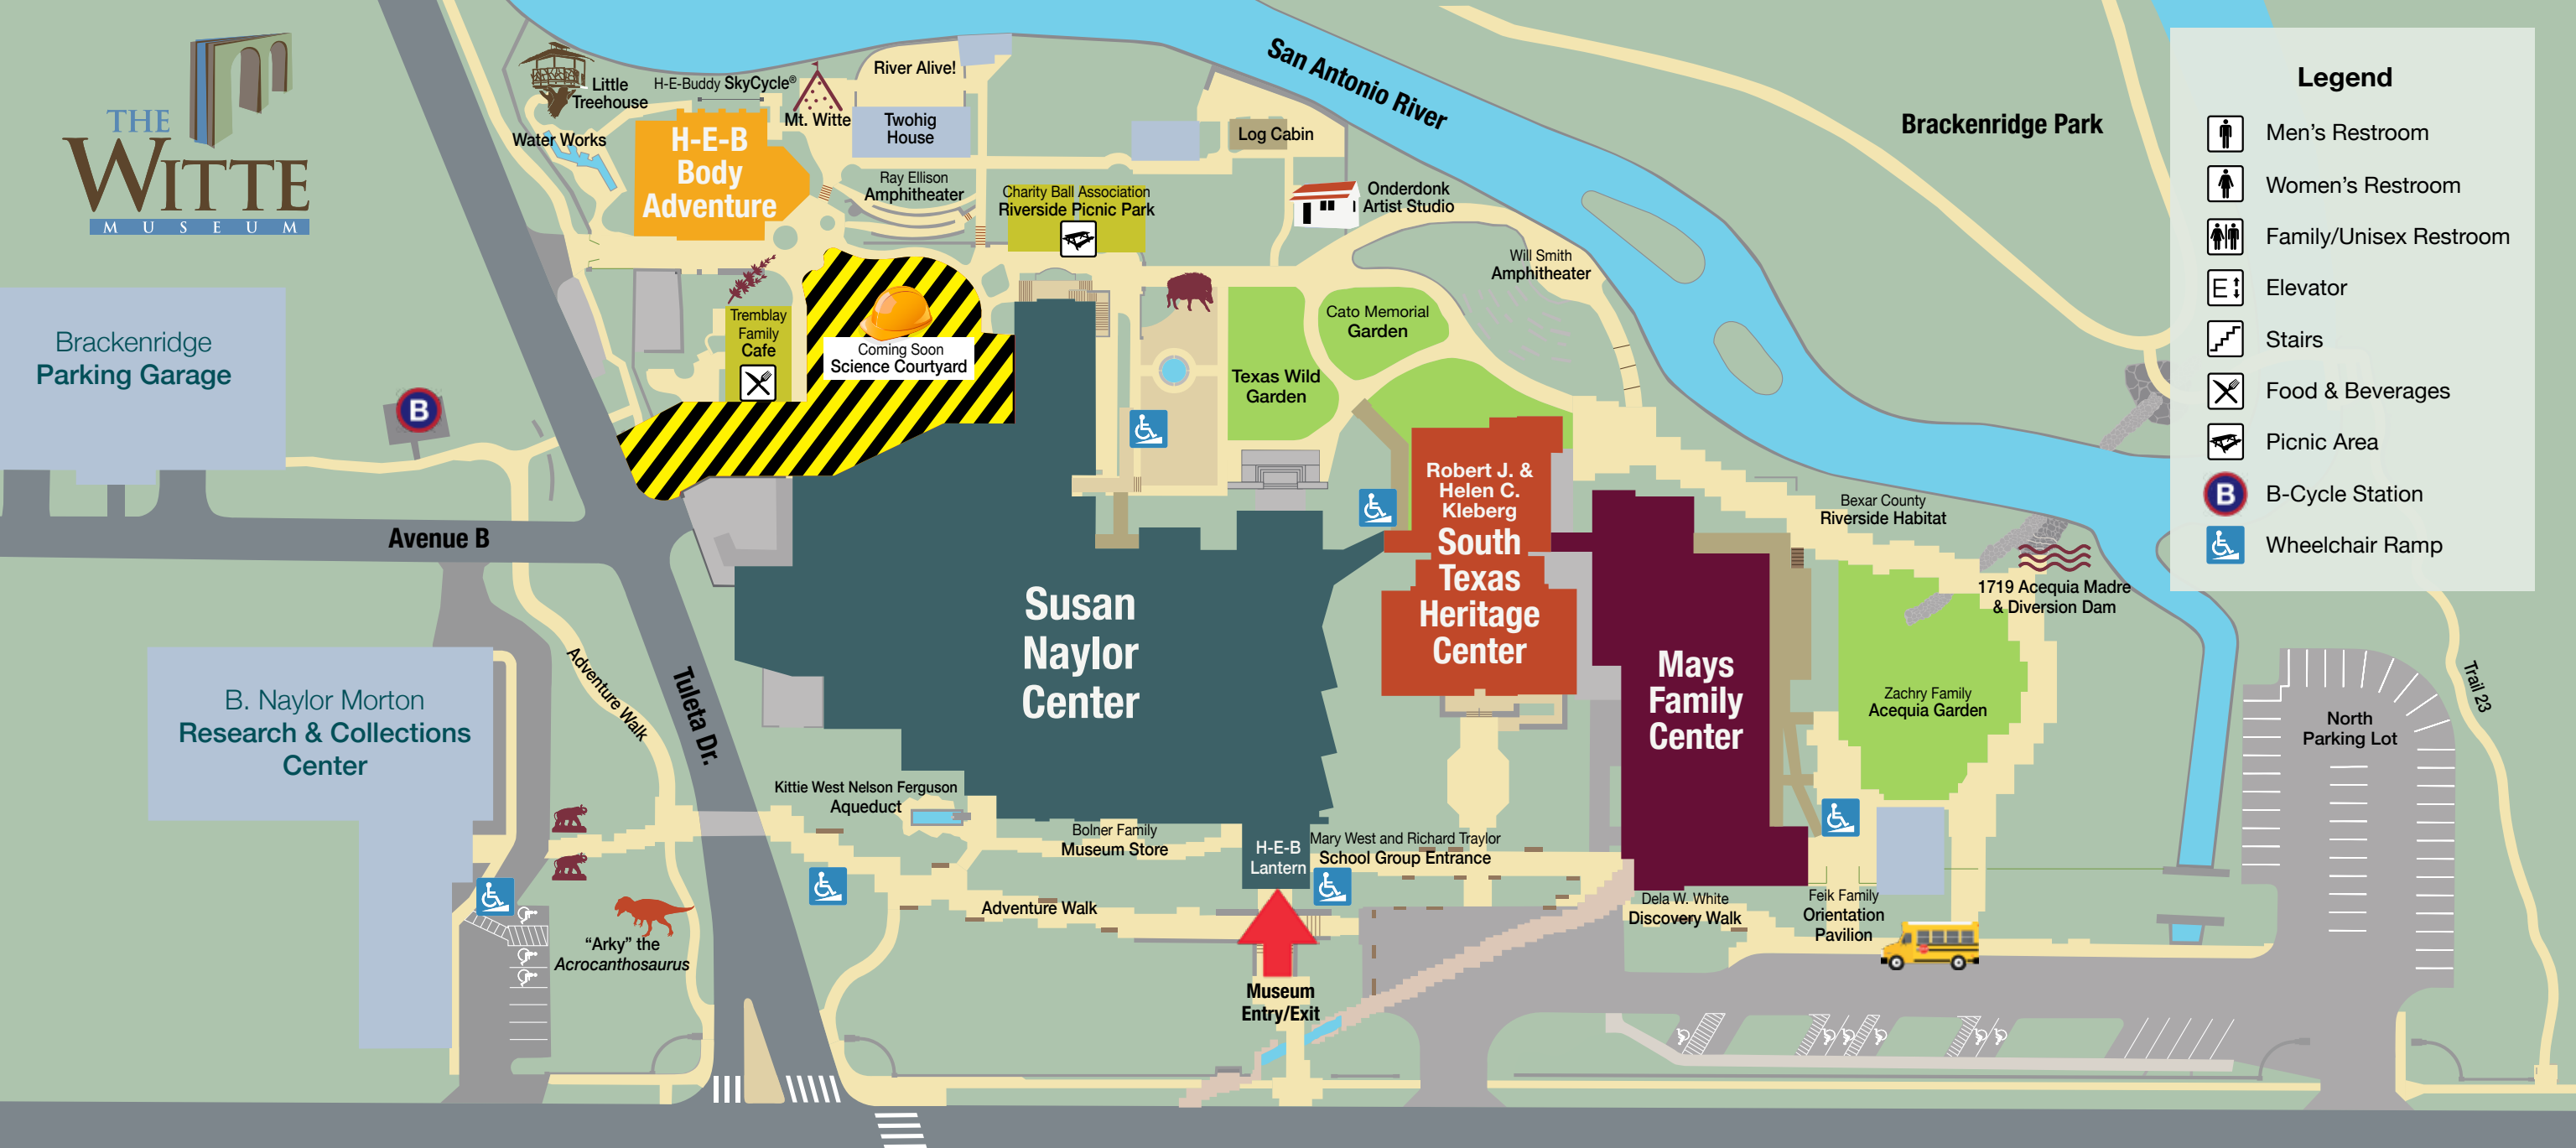 THE
WITTE
MUSEUM
Little
Treehouse
H-E-Buddy SkyCycle®
Mt. Witte
River Alive!
Twohig
House
Water Works
H-E-B
Body
Adventure
Ray Ellison
Amphitheater
Charity Ball Association
Riverside Picnic Park
Log Cabin
Onderdonk
Artist Studio
San Antonio River
Brackenridge Park
Will Smith
Amphitheater
Cato Memorial
Garden
Texas Wild
Garden
Tremblay
Family
Cafe
Coming Soon
Science Courtyard
Brackenridge
Parking Garage
B
Avenue B
B. Naylor Morton
Research & Collections
Center
Adventure Walk
Tuleta Dr.
Susan
Naylor
Center
Robert J. &
Helen C.
Kleberg
South
Texas
Heritage
Center
Mays
Family
Center
Bexar County
Riverside Habitat
1719 Acequia Madre
& Diversion Dam
Zachry Family
Acequia Garden
Kittie West Nelson Ferguson
Aqueduct
Bolner Family
Museum Store
H-E-B
Lantern
Mary West and Richard Traylor
School Group Entrance
Adventure Walk
Dela W. White
Discovery Walk
Feik Family
Orientation
Pavilion
"Arky" the
Acrocanthosaurus
Museum
Entry/Exit
North
Parking Lot
Trail 23
Legend
Men's Restroom
Women's Restroom
Family/Unisex Restroom
E Elevator
Stairs
Food & Beverages
Picnic Area
B B-Cycle Station
Wheelchair Ramp